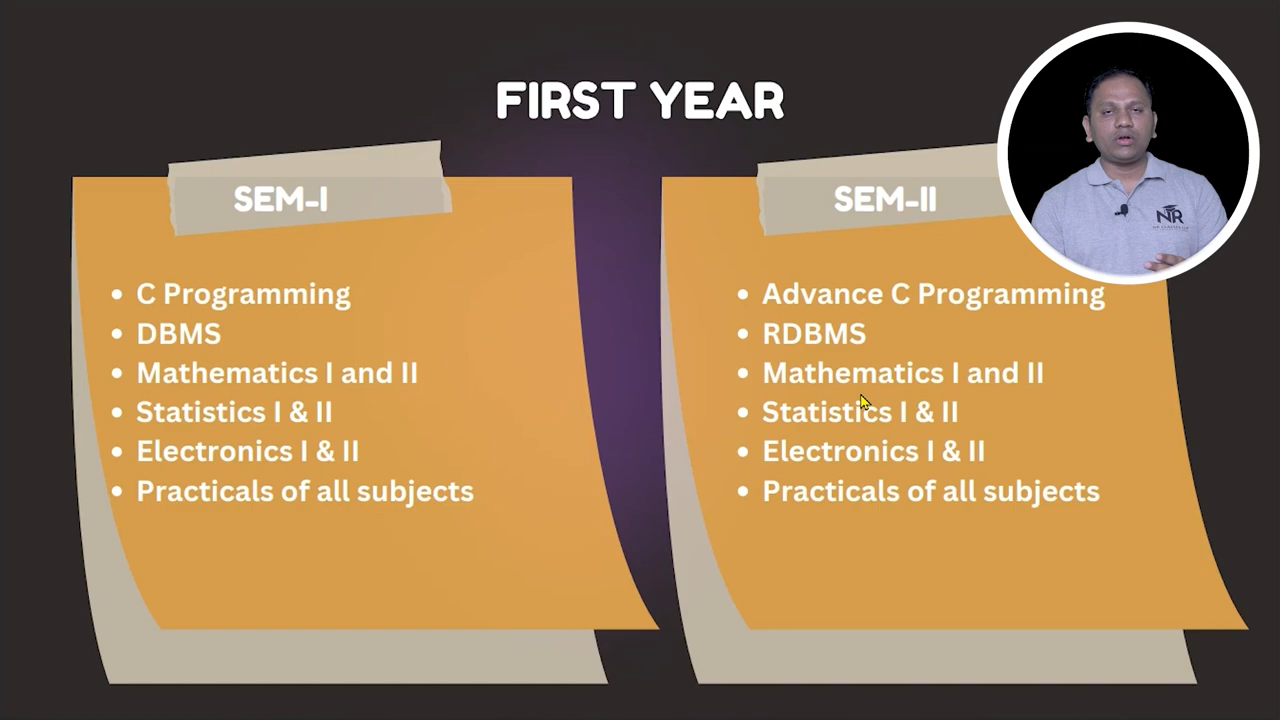 FIRST YEAR
SEM-I
C Programming
DBMS
Mathematics I and II
Statistics I & II
Electronics I & II
Practicals of all subjects
SEM-II
Advance C Programming
RDBMS
Mathematics I and II
Statistics I & II
Electronics I & II
Practicals of all subjects
NR